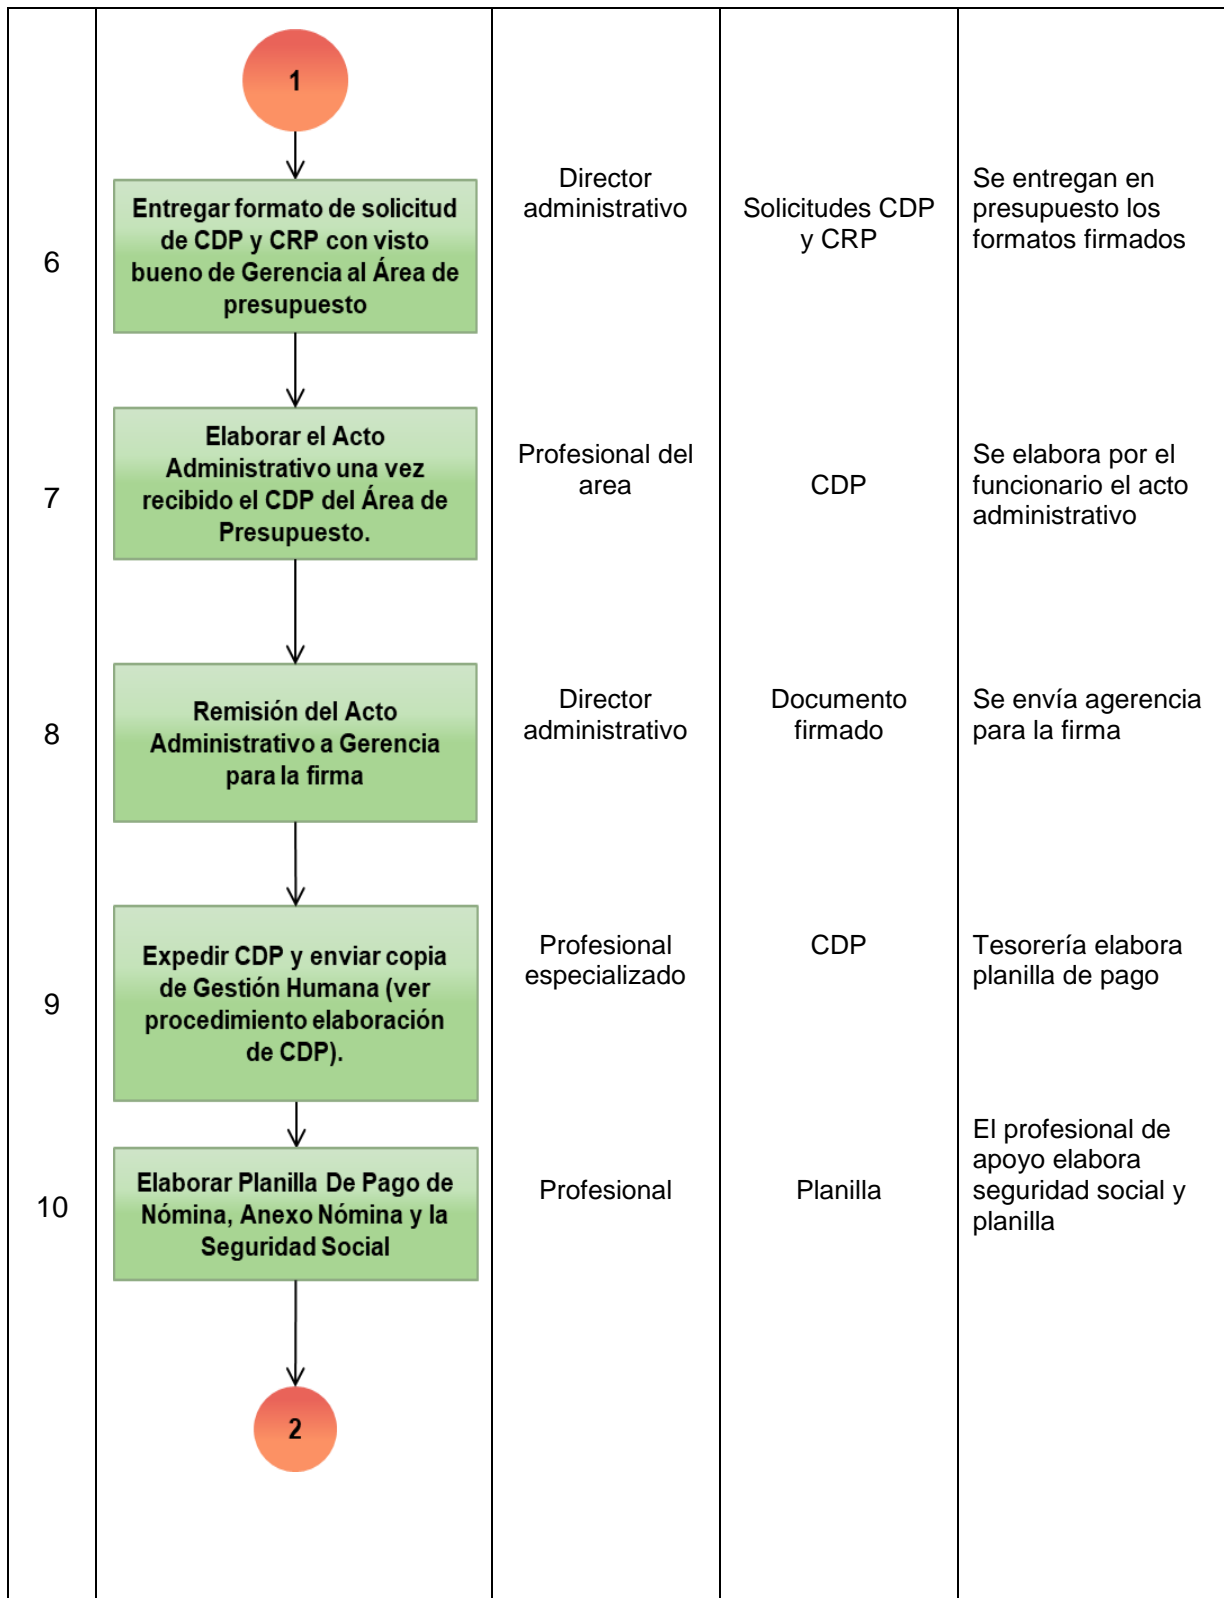 1
6
Entregar formato de solicitud
de CDP y CRP con visto
bueno de Gerencia al Área de
presupuesto
Director
administrativo
Solicitudes CDP
y CRP
Se entregan en
presupuesto los
formatos firmados
7
Elaborar el Acto
Administrativo una vez
recibido el CDP del Área de
Presupuesto.
Profesional del
area
CDP
Se elabora por el
funcionario el acto
administrativo
8
Remisión del Acto
Administrativo a Gerencia
para la firma
Director
administrativo
Documento
firmado
Se envía agerencia
para la firma
9
Expedir CDP y enviar copia
de Gestión Humana (ver
procedimiento elaboración
de CDP).
Profesional
especializado
CDP
Tesorería elabora
planilla de pago
10
Elaborar Planilla De Pago de
Nómina, Anexo Nómina y la
Seguridad Social
Profesional
Planilla
El profesional de
apoyo elabora
seguridad social y
planilla
2